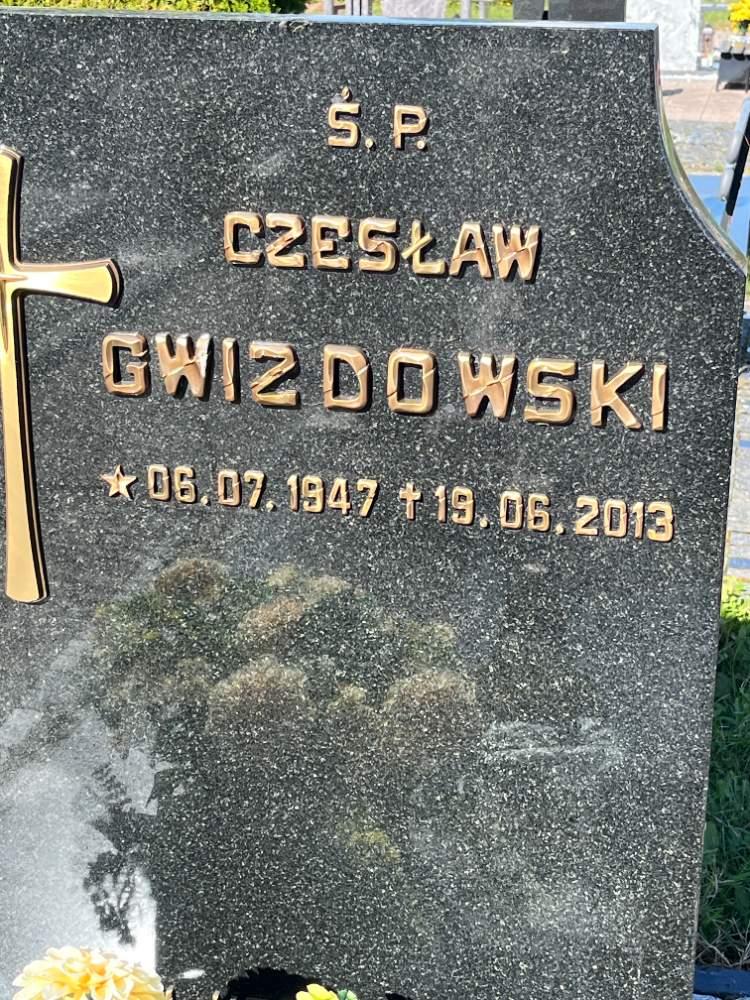 Ś. P.
CZESŁAW
GWIZDOWSKI
★ 06.07.1947 ✝ 19.06.2013